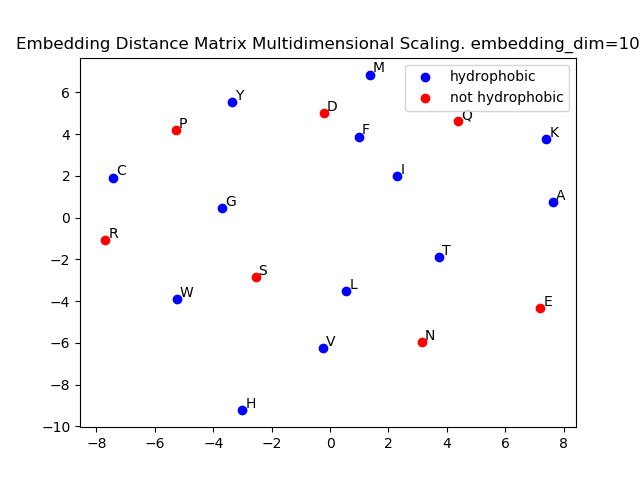 Embedding Distance Matrix Multidimensional Scaling. embedding_dim=10
hydrophobic
not hydrophobic
M
Y
D
Q
P
F
K
C
I
A
G
R
T
S
W
L
E
V
N
H
6
4
2
0
−2
−4
−6
−8
−10
−8 −6 −4 −2 0 2 4 6 8